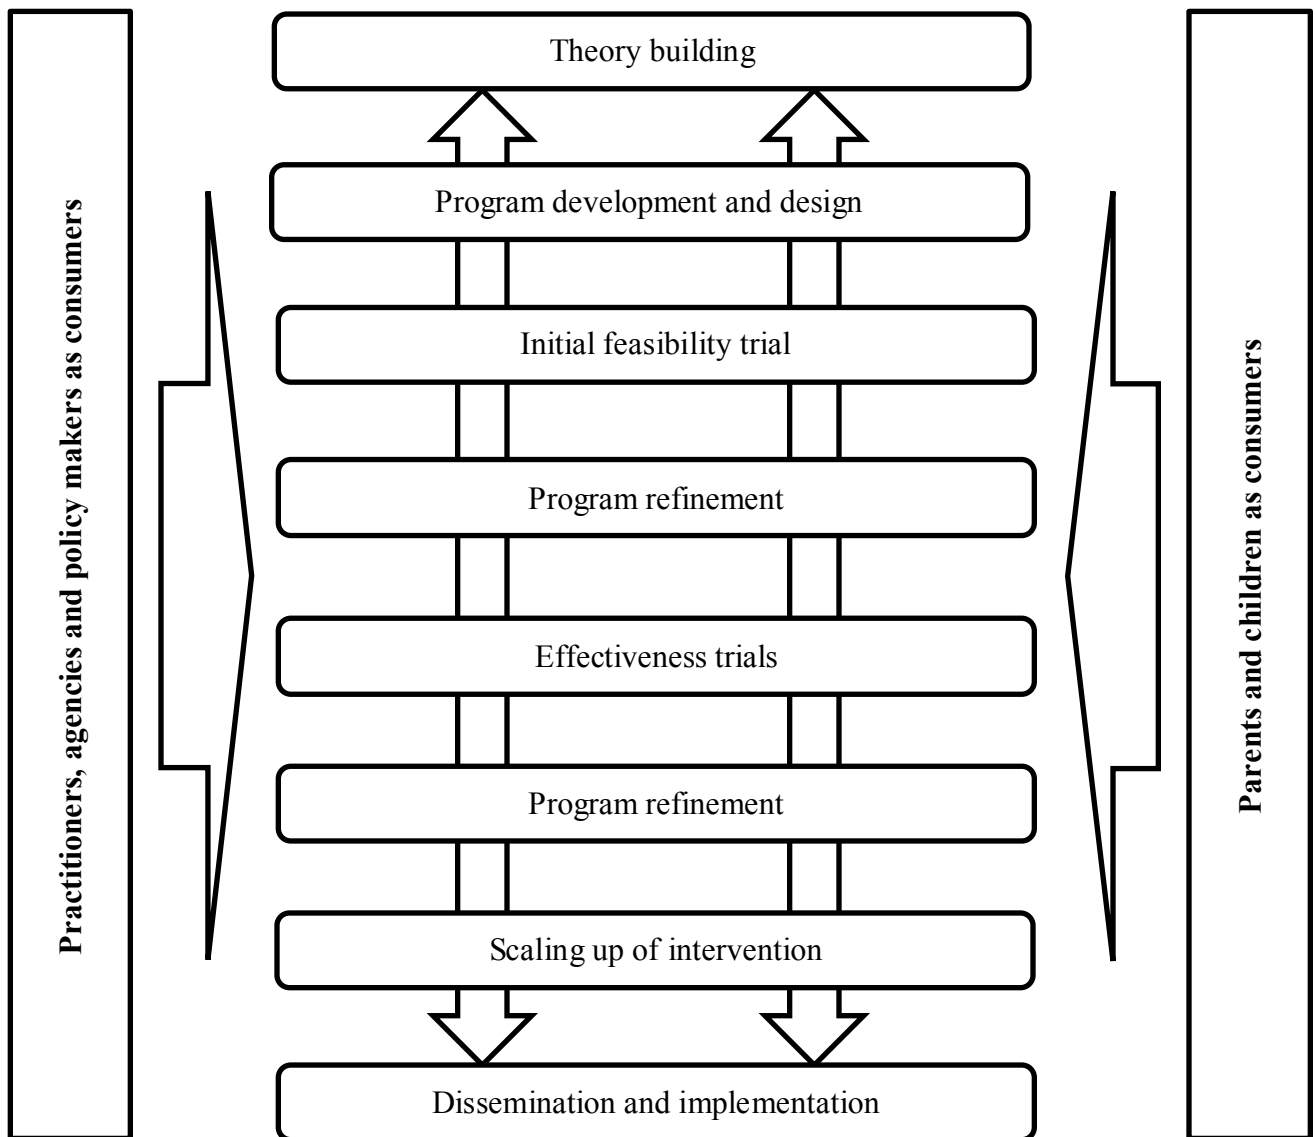 Practitioners, agencies and policy makers as consumers
Theory building
Program development and design
Initial feasibility trial
Program refinement
Effectiveness trials
Program refinement
Scaling up of intervention
Dissemination and implementation
Parents and children as consumers